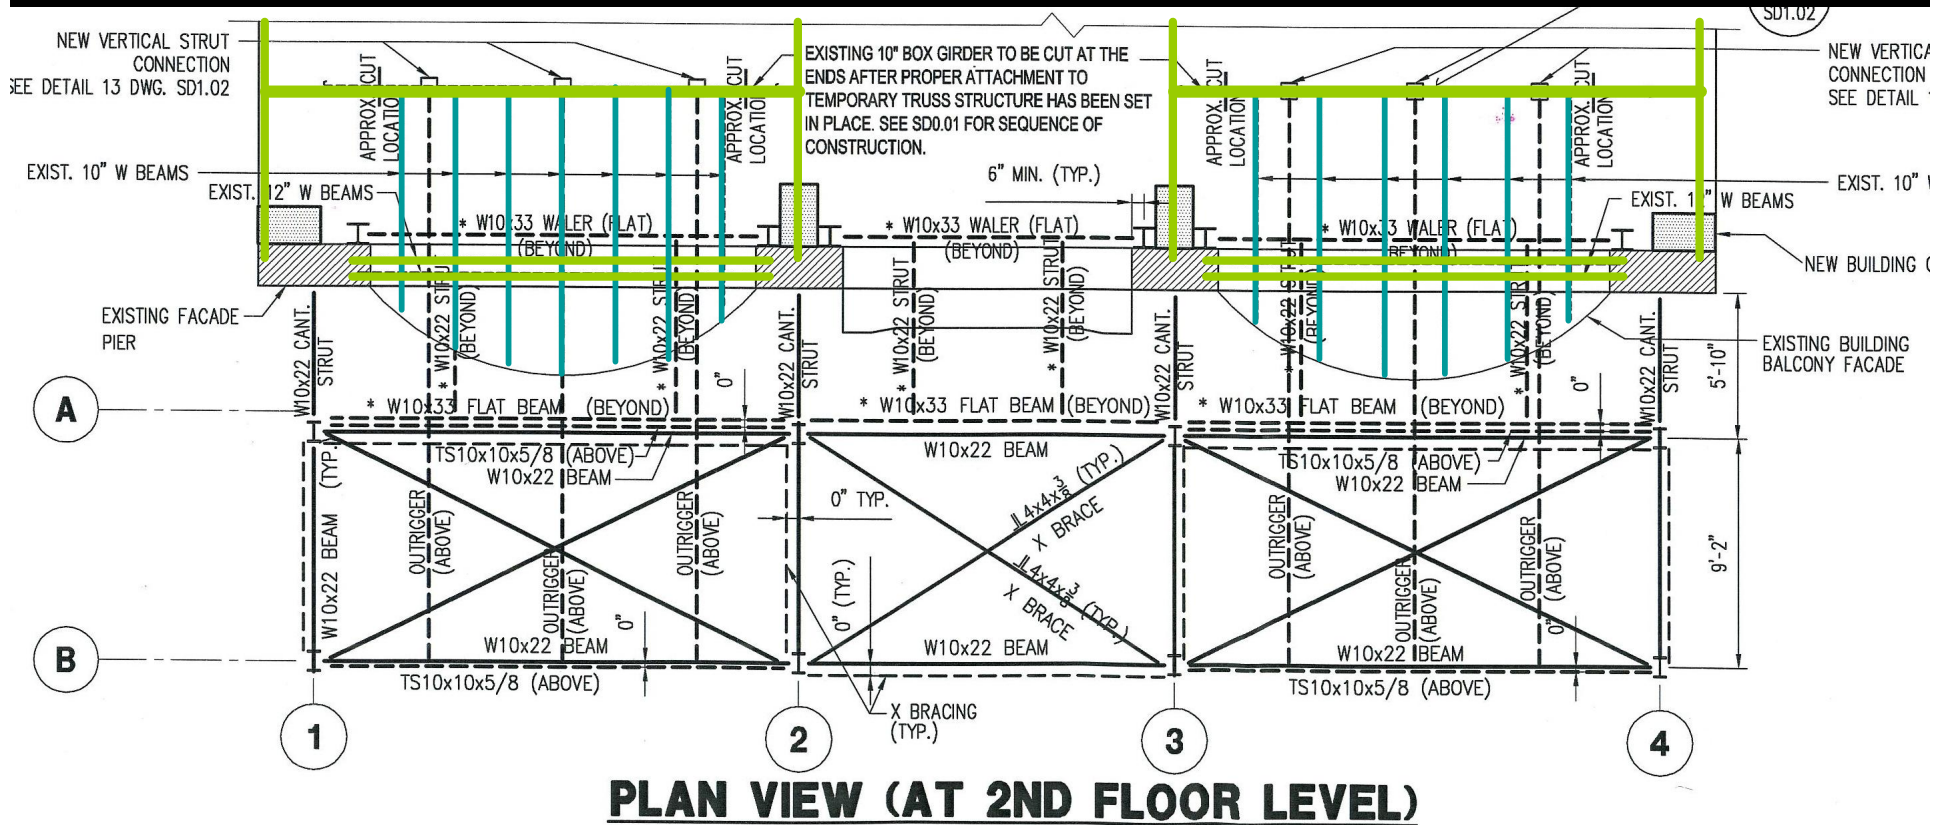 SD1.02
NEW VERTICAL STRUT
CONNECTION
SEE DETAIL 13 DWG. SD1.02
APPROX. CUT
LOCATION
EXISTING 10" BOX GIRDER TO BE CUT AT THE
ENDS AFTER PROPER ATTACHMENT TO
TEMPORARY TRUSS STRUCTURE HAS BEEN SET
IN PLACE. SEE SD0.01 FOR SEQUENCE OF
CONSTRUCTION.
APPROX. CUT
LOCATION
APPROX. CUT
LOCATION
APPROX. CUT
LOCATION
NEW VERTICA
CONNECTION
SEE DETAIL
EXIST. 10" W BEAMS
EXIST. 12" W BEAMS
6" MIN. (TYP.)
EXIST. 10"
EXIST. 12" W BEAMS
* W10x33 WALER (FLAT)
(BEYOND)
* W10x33 WALER (FLAT)
(BEYOND)
* W10x33 WALER (FLAT)
(BEYOND)
NEW BUILDING
EXISTING FACADE
PIER
W10x22 CANT.
STRUT
* W10x22 STRUT
(BEYOND)
* W10x22 STRUT
(BEYOND)
W10x22 CANT.
STRUT
* W10x22 STRUT
(BEYOND)
* W10x22 STRUT
(BEYOND)
W10x22 CANT.
STRUT
* W10x22 STRUT
(BEYOND)
* W10x22 STRUT
(BEYOND)
W10x22 CANT.
STRUT
EXISTING BUILDING
BALCONY FACADE
5'-10"
0"
0"
A
* W10x33 FLAT BEAM (BEYOND)
* W10x33 FLAT BEAM (BEYOND)
* W10x33 FLAT BEAM (BEYOND)
TS10x10x5/8 (ABOVE)
W10x22 BEAM
W10x22 BEAM
TS10x10x5/8 (ABOVE)
W10x22 BEAM
W10x22 BEAM (TYP.)
OUTRIGGER
(ABOVE)
OUTRIGGER
(ABOVE)
OUTRIGGER
(ABOVE)
0" TYP.
0" (TYP.)
L4x4x3/8 (TYP.)
X BRACE
L4x4x3/8 (TYP.)
X BRACE
OUTRIGGER
(ABOVE)
OUTRIGGER
(ABOVE)
OUTRIGGER
(ABOVE)
9'-2"
0"
0"
B
W10x22 BEAM
W10x22 BEAM
W10x22 BEAM
TS10x10x5/8 (ABOVE)
TS10x10x5/8 (ABOVE)
X BRACING
(TYP.)
1
2
3
4
PLAN VIEW (AT 2ND FLOOR LEVEL)